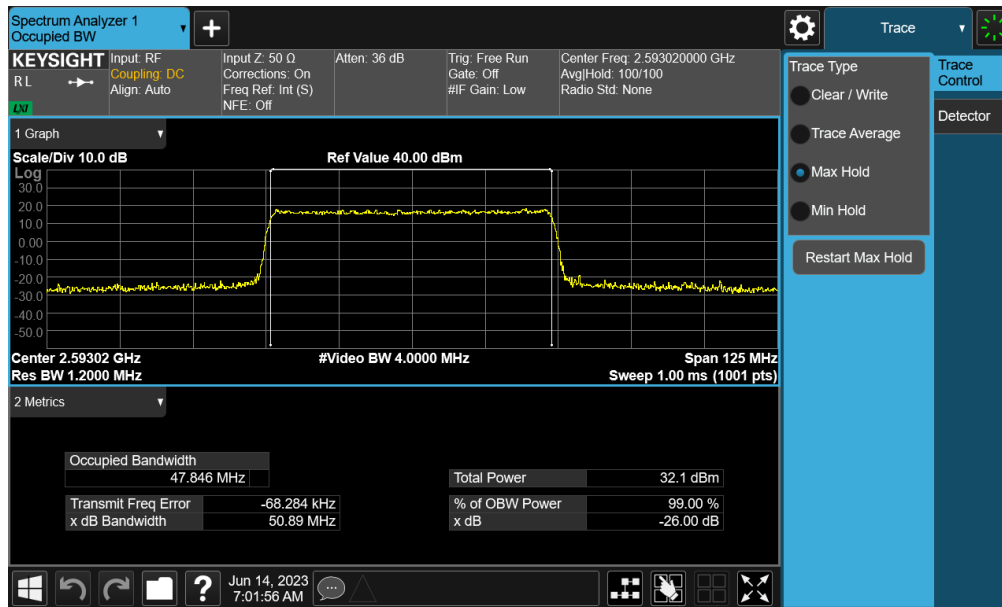 Spectrum Analyzer 1
Occupied BW
Trace
KEYSIGHT
R L
LXI
Input: RF
Coupling: DC
Align: Auto
Input Z: 50 Ω
Corrections: On
Freq Ref: Int (S)
NFE: Off
Atten: 36 dB
Trig: Free Run
Gate: Off
#IF Gain: Low
Center Freq: 2.593020000 GHz
Avg|Hold: 100/100
Radio Std: None
Trace Type
Clear / Write
Trace Average
Max Hold
Min Hold
Restart Max Hold
Trace
Control
Detector
1 Graph
Scale/Div 10.0 dB
Ref Value 40.00 dBm
Log
30.0
20.0
10.0
0.00
-10.0
-20.0
-30.0
-40.0
-50.0
Center 2.59302 GHz
#Video BW 4.0000 MHz
Span 125 MHz
Res BW 1.2000 MHz
Sweep 1.00 ms (1001 pts)
2 Metrics
Occupied Bandwidth
47.846 MHz
Total Power 32.1 dBm
Transmit Freq Error -68.284 kHz
% of OBW Power 99.00 %
x dB Bandwidth 50.89 MHz
x dB -26.00 dB
Jun 14, 2023
7:01:56 AM